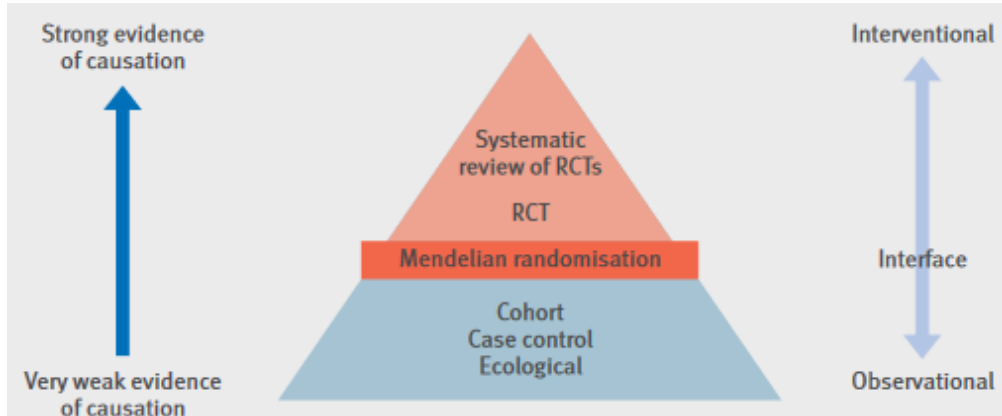 Strong evidence
of causation
Very weak evidence
of causation
Systematic
review of RCTs
RCT
Mendelian randomisation
Cohort
Case control
Ecological
Interventional
Interface
Observational